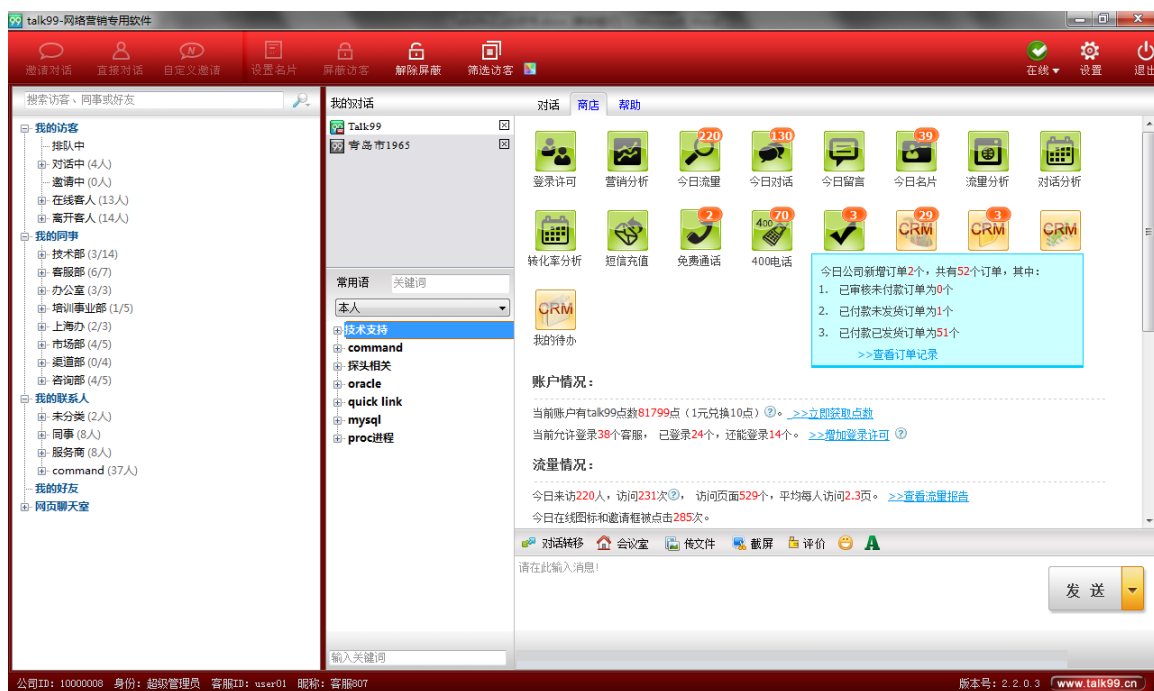 talk99-网络营销专用软件
邀请对话 直接对话 自定义邀请 设置名片 屏蔽访客 解除屏蔽 筛选访客 在线 设置 退出
搜索访客、同事或好友
我的访客
排队中
对话中 (4人)
邀请中 (0人)
在线客人 (13人)
离开客人 (14人)
我的同事
技术部 (3/14)
客服部 (6/7)
办公室 (3/3)
培训事业部 (1/5)
上海办 (2/3)
市场部 (4/5)
渠道部 (0/4)
咨询部 (4/5)
我的联系人
未分类 (2人)
同事 (8人)
服务商 (8人)
command (37人)
我的好友
网页聊天室
我的对话
Talk99
青岛市1965
常用语 关键词
本人
技术支持
command
探头相关
oracle
quick link
mysql
proc进程
输入关键词
对话 商店 帮助
220 130 39
登录许可 营销分析 今日流量 今日对话 今日留言 今日名片 流量分析 对话分析
2 400 70 3 CRM 29 CRM 3 CRM
转化率分析 短信充值 免费通话 400电话
CRM
我的待办
今日公司新增订单2个，共有52个订单，其中：
1. 已审核未付款订单为0个
2. 已付款未发货订单为1个
3. 已付款已发货订单为51个
>>查看订单记录
账户情况：
当前账户有talk99点数81799点（1元兑换10点）?。 >>立即获取点数
当前允许登录38个客服， 已登录24个，还能登录14个。 >>增加登录许可 ?
流量情况：
今日来访220人，访问231次?， 访问页面529个，平均每人访问2.3页。 >>查看流量报告
今日在线图标和邀请框被点击285次。
对话转移 会议室 传文件 截屏 评价 A
请在此输入消息!
发 送
公司ID: 10000008 身份: 超级管理员 客服ID: user01 昵称: 客服807 版本号: 2.2.0.3 www.talk99.cn